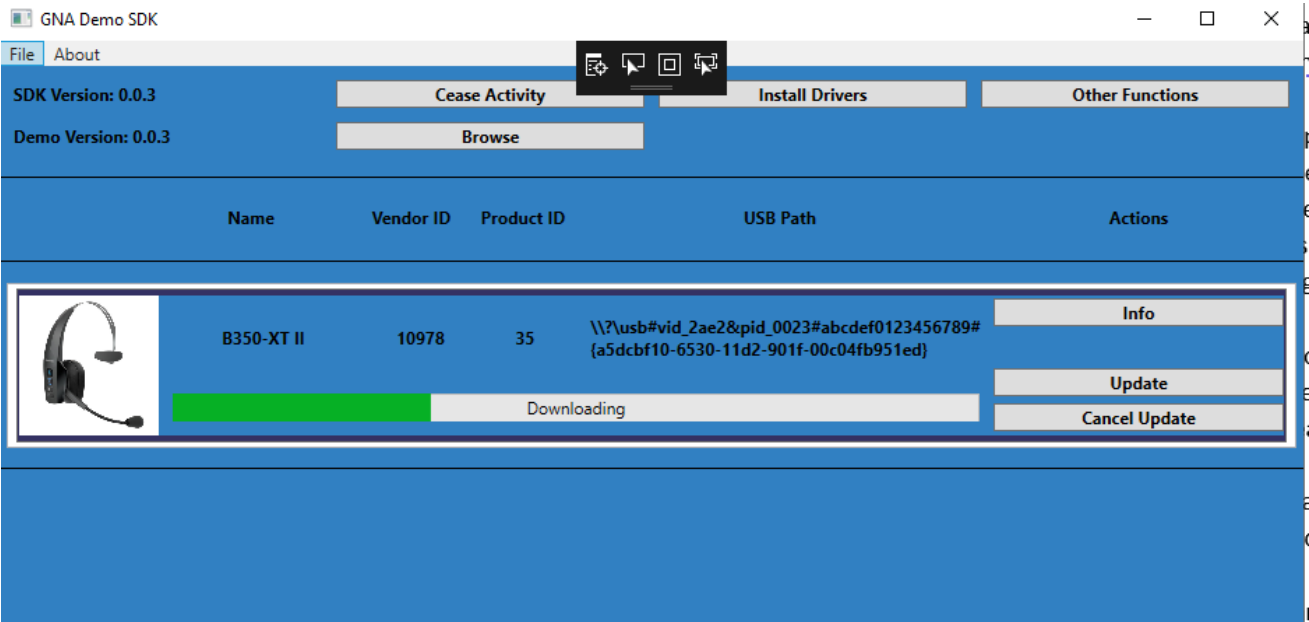 GNA Demo SDK
File About
SDK Version: 0.0.3
Cease Activity
Install Drivers
Other Functions
Demo Version: 0.0.3
Browse
Name
Vendor ID
Product ID
USB Path
Actions
B350-XT II
10978
35
\\?\usb#vid_2ae2&pid_0023#abcdef0123456789#
{a5dcbf10-6530-11d2-901f-00c04fb951ed}
Info
Update
Downloading
Cancel Update